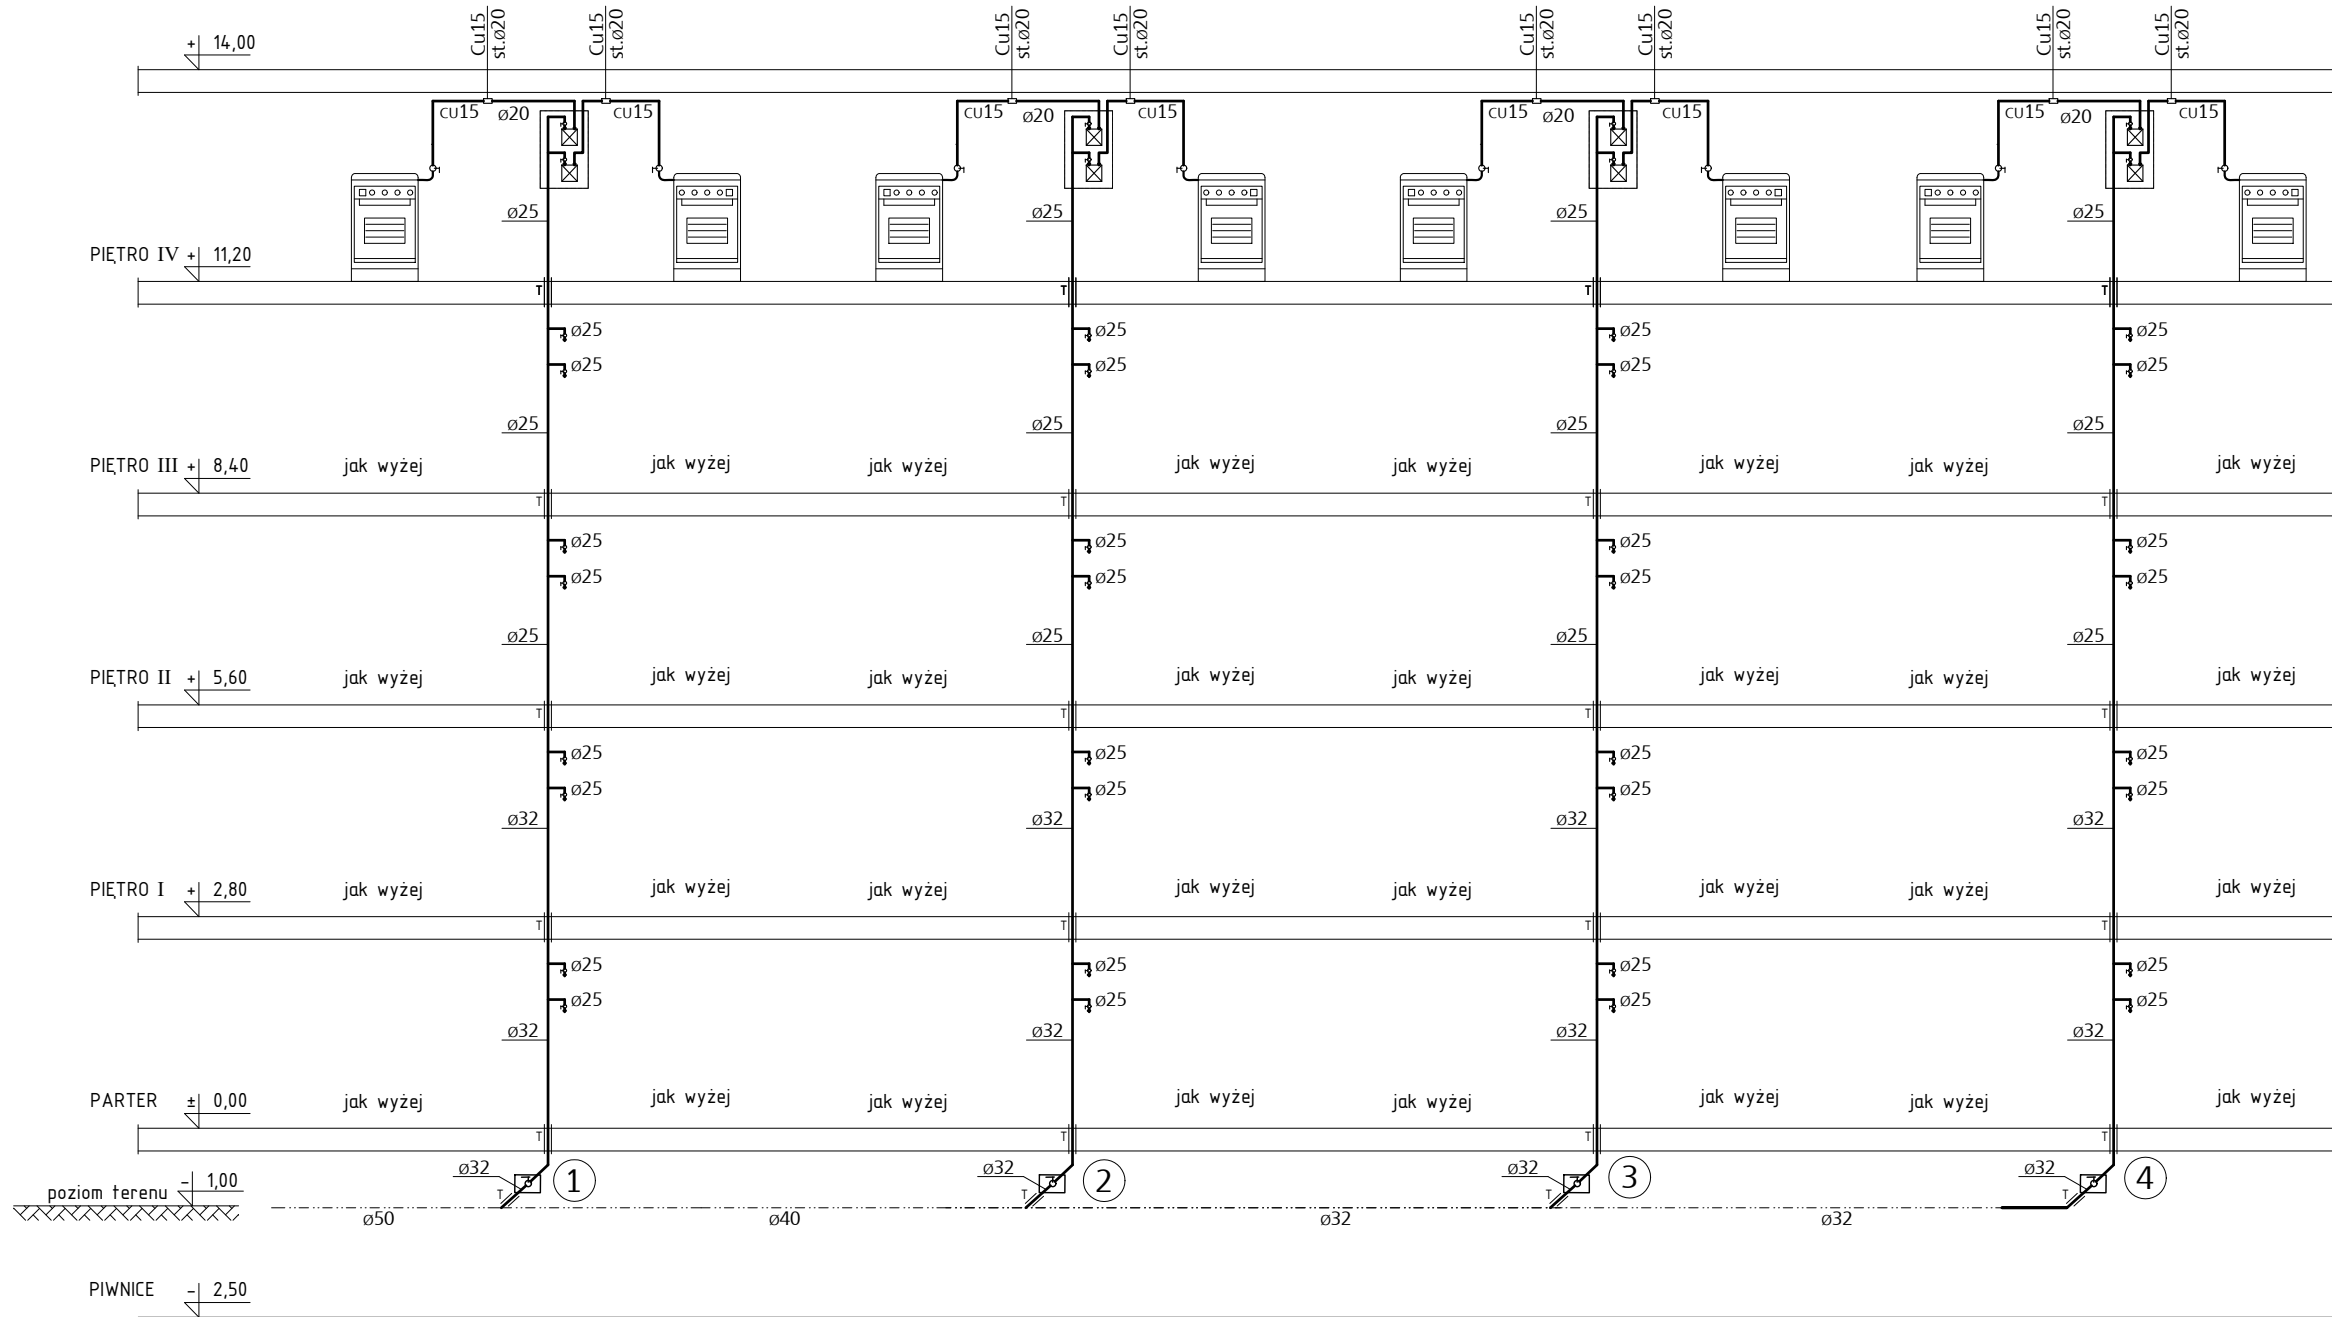 Cu15 st.ø20 Cu15 st.ø20 Cu15 st.ø20 Cu15 st.ø20 Cu15 st.ø20 Cu15 st.ø20 Cu15 st.ø20 Cu15 st.ø20
+ 14,00
CU15 ø20 CU15 CU15 ø20 CU15 CU15 ø20 CU15 CU15 ø20 CU15
ø25 ø25 ø25 ø25
PIĘTRO IV + 11,20
T T T T
ø25 ø25 ø25 ø25
ø25 ø25 ø25 ø25
ø25 ø25 ø25 ø25
PIĘTRO III + 8,40 jak wyżej jak wyżej jak wyżej jak wyżej jak wyżej jak wyżej jak wyżej jak wyżej
T T T T
ø25 ø25 ø25 ø25
ø25 ø25 ø25 ø25
ø25 ø25 ø25 ø25
PIĘTRO II + 5,60 jak wyżej jak wyżej jak wyżej jak wyżej jak wyżej jak wyżej jak wyżej jak wyżej
T T T T
ø25 ø25 ø25 ø25
ø25 ø25 ø25 ø25
ø32 ø32 ø32 ø32
PIĘTRO I + 2,80 jak wyżej jak wyżej jak wyżej jak wyżej jak wyżej jak wyżej jak wyżej jak wyżej
T T T T
ø25 ø25 ø25 ø25
ø25 ø25 ø25 ø25
ø32 ø32 ø32 ø32
PARTER ± 0,00 jak wyżej jak wyżej jak wyżej jak wyżej jak wyżej jak wyżej jak wyżej jak wyżej
T T T T
ø32 1 ø32 2 ø32 3 ø32 4
poziom terenu - 1,00 T T T T
ø50 ø40 ø32 ø32
PIWNICE - 2,50